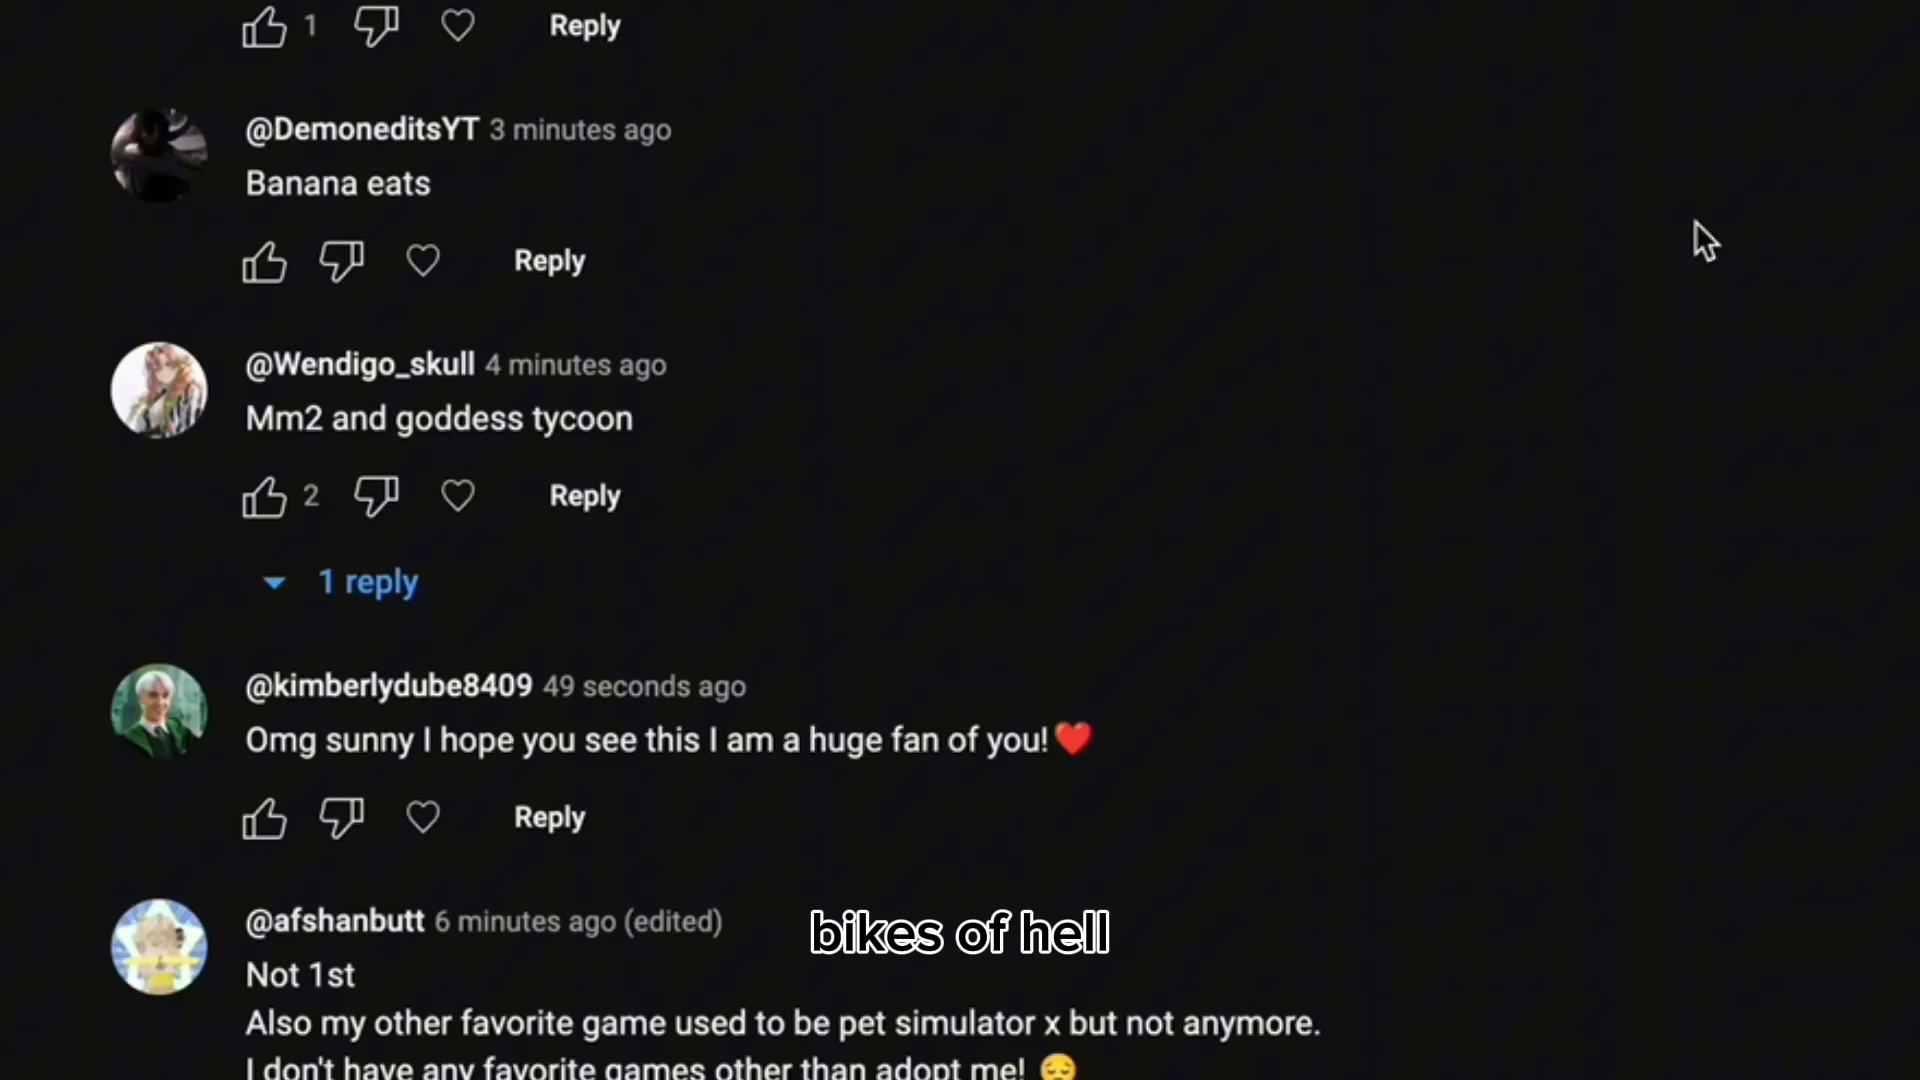 1 Reply
@DemoneditsYT 3 minutes ago
Banana eats
Reply
@Wendigo_skull 4 minutes ago
Mm2 and goddess tycoon
2 Reply
1 reply
@kimberlydube8409 49 seconds ago
Omg sunny I hope you see this I am a huge fan of you!❤️
Reply
@afshanbutt 6 minutes ago (edited)
bikes of hell
Not 1st
Also my other favorite game used to be pet simulator x but not anymore.
I don't have any favorite games other than adopt me! 😔